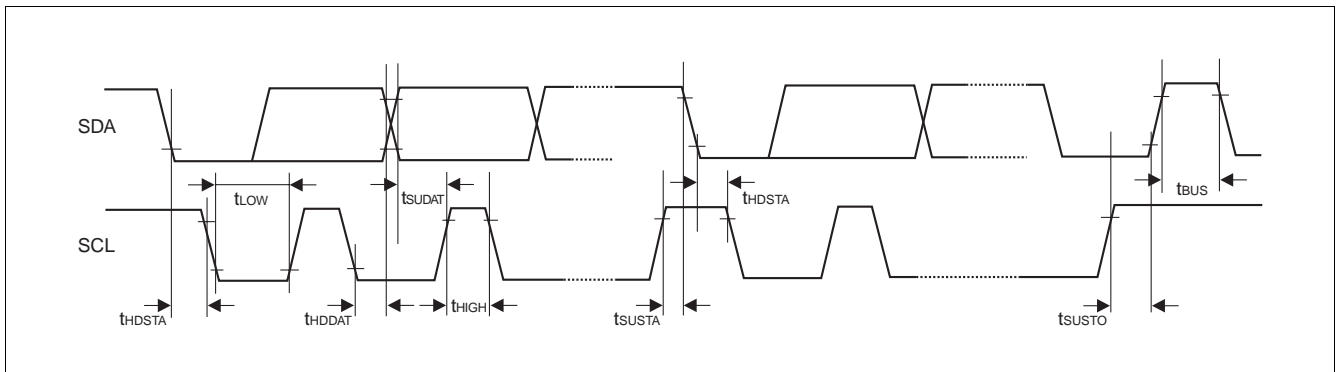 SDA
tLOW
tSUDAT
tHDSTA
tBUS
SCL
tHDSTA
tHDDAT
tHIGH
tSUSTA
tSUSTO